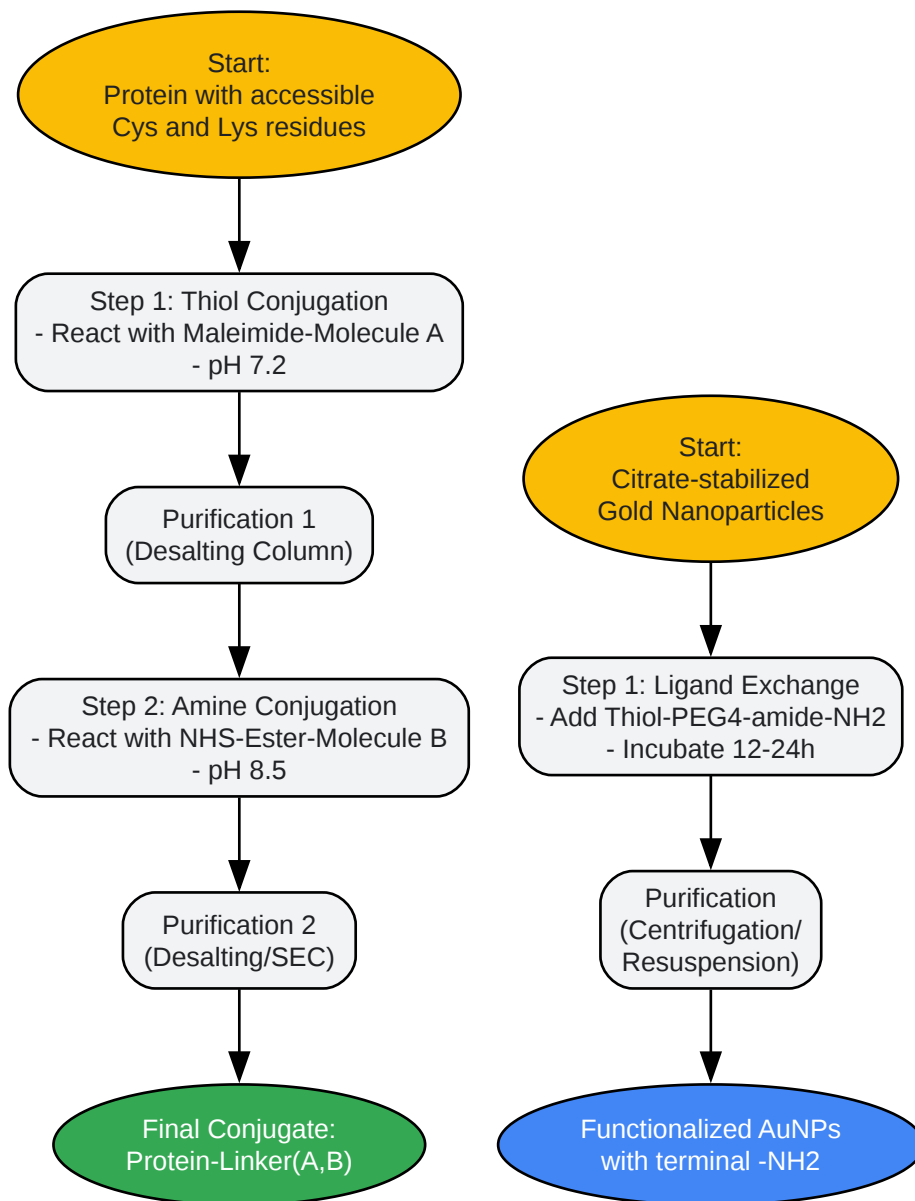 Start:
Protein with accessible
Cys and Lys residues
Step 1: Thiol Conjugation
- React with Maleimide-Molecule A
- pH 7.2
Purification 1
(Desalting Column)
Step 2: Amine Conjugation
- React with NHS-Ester-Molecule B
- pH 8.5
Purification 2
(Desalting/SEC)
Final Conjugate:
Protein-Linker(A,B)
Start:
Citrate-stabilized
Gold Nanoparticles
Step 1: Ligand Exchange
- Add Thiol-PEG4-amide-NH2
- Incubate 12-24h
Purification
(Centrifugation/
Resuspension)
Functionalized AuNPs
with terminal -NH2